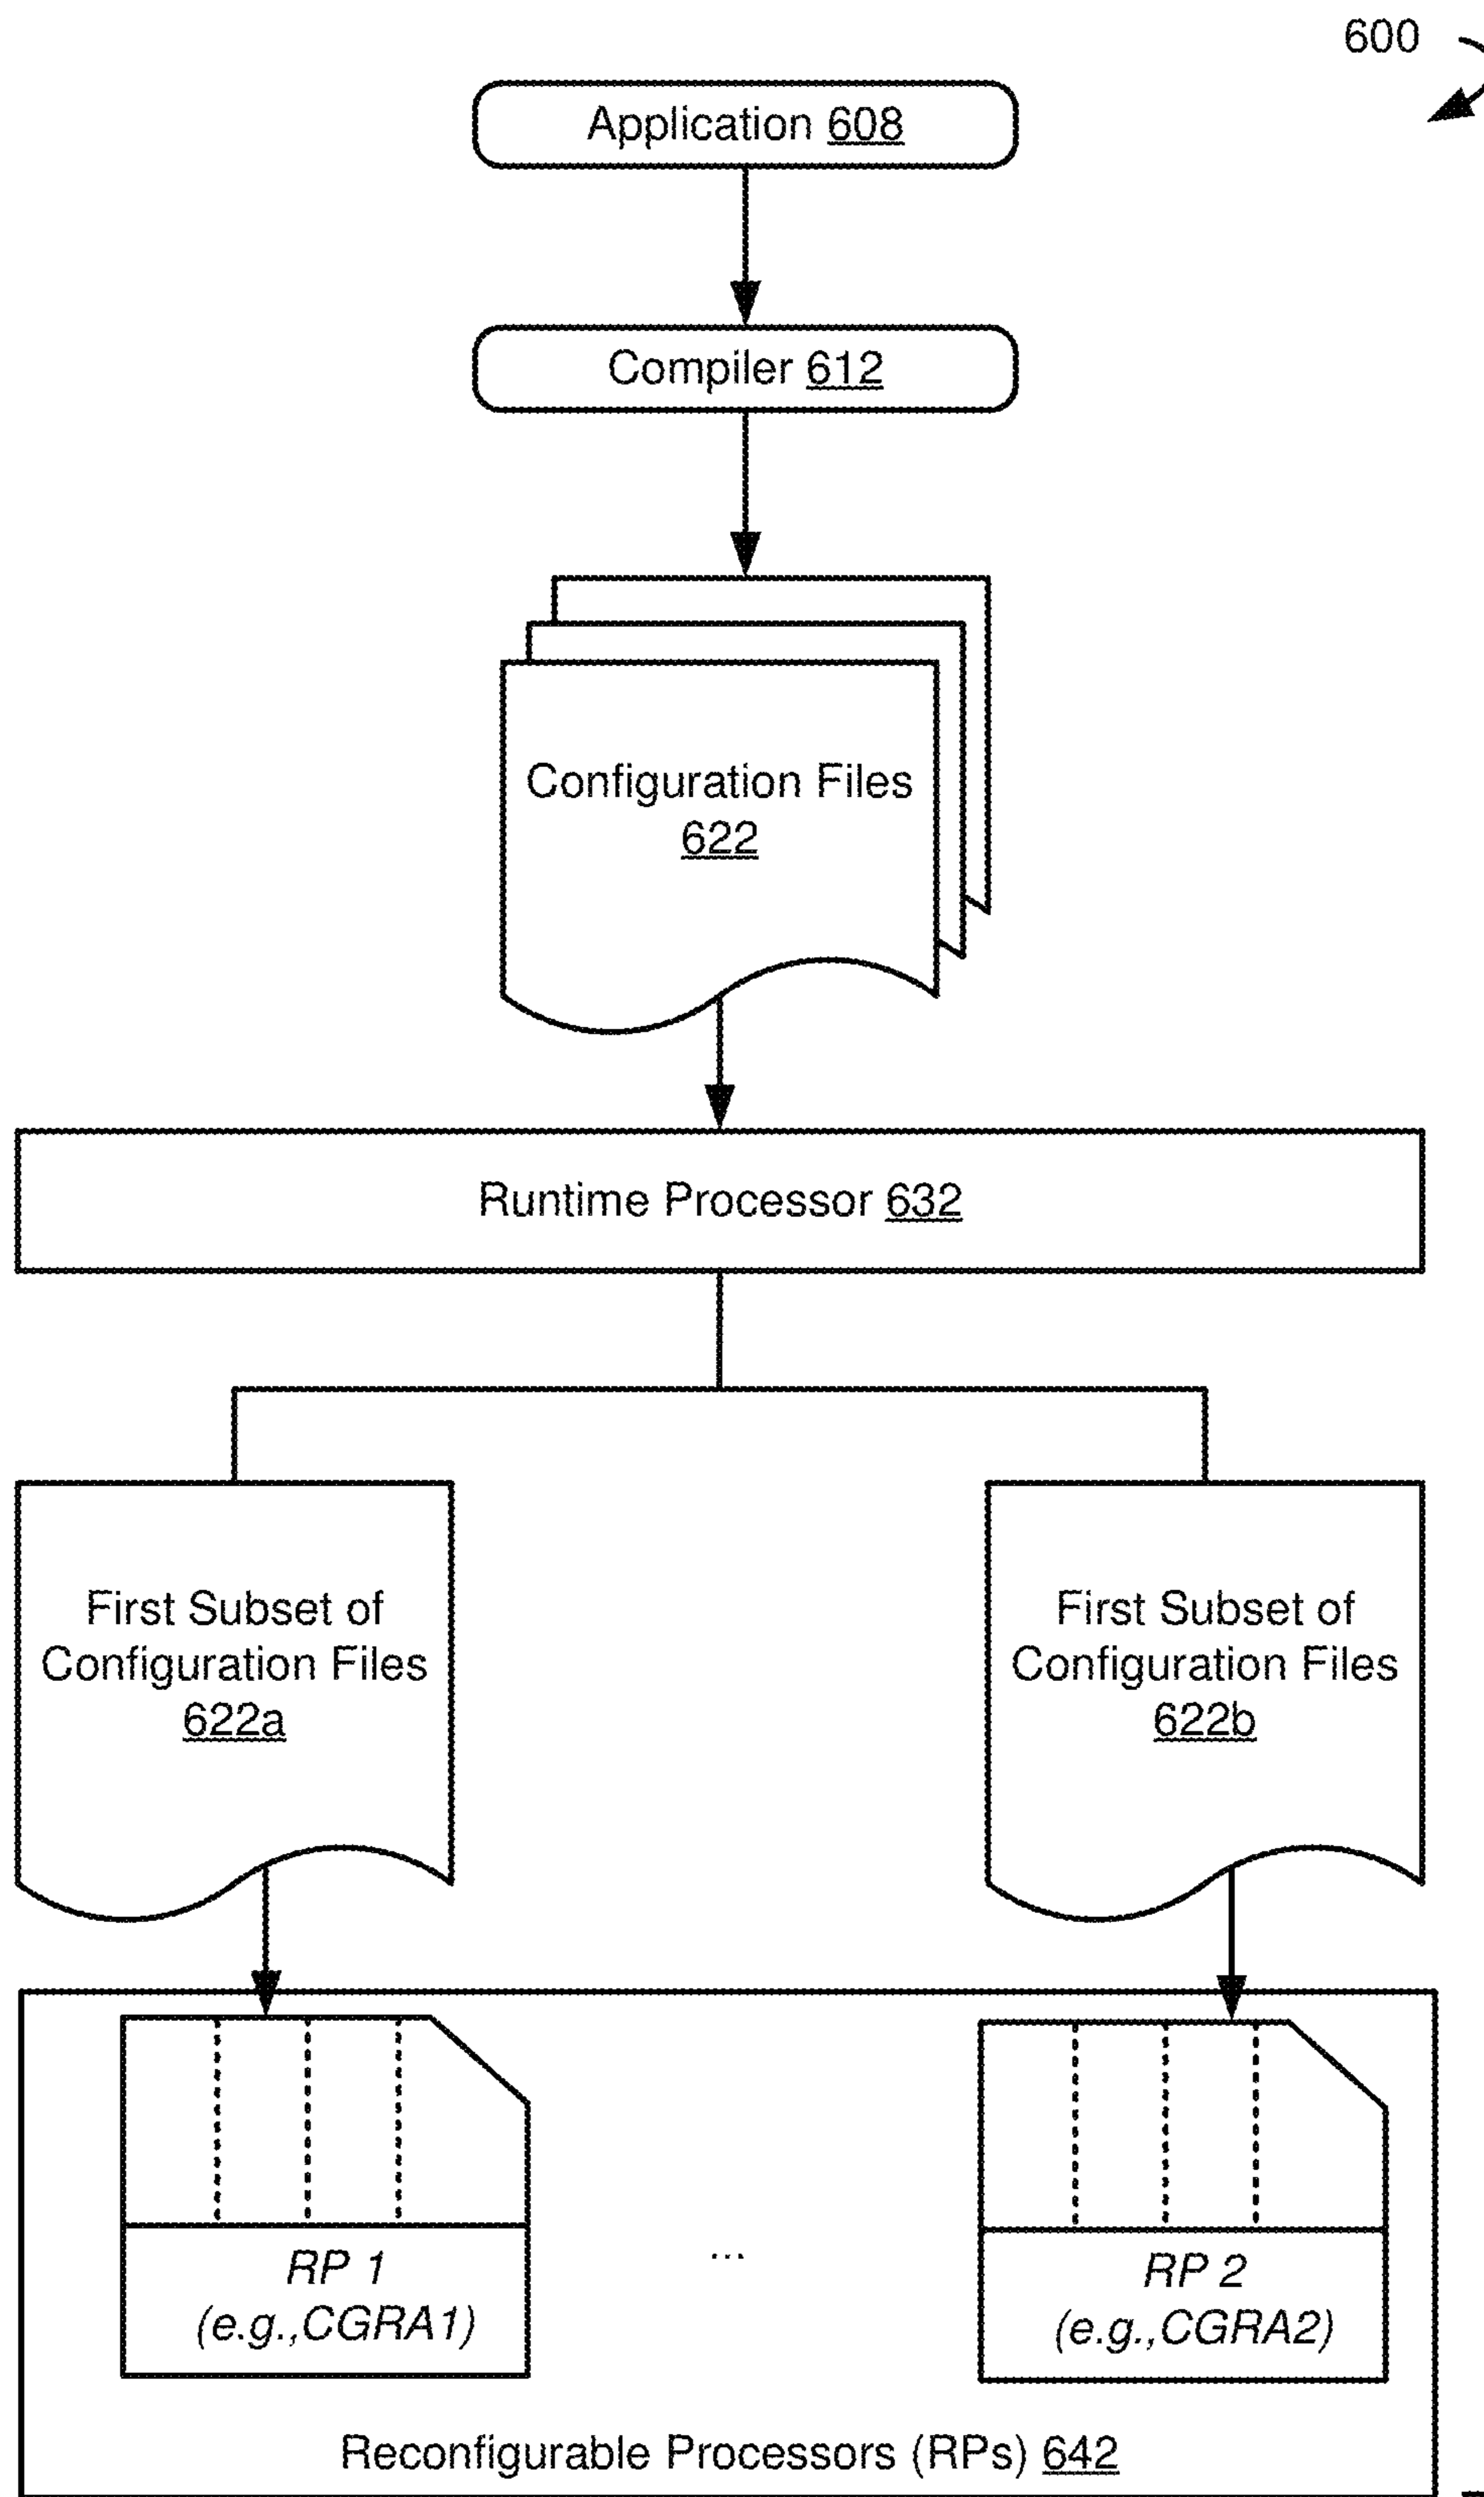 600
Application 608
Compiler 612
Configuration Files
622
Runtime Processor 632
First Subset of
Configuration Files
622a
First Subset of
Configuration Files
622b
RP 1
(e.g.,CGRA1)
...
RP 2
(e.g.,CGRA2)
Reconfigurable Processors (RPs) 642